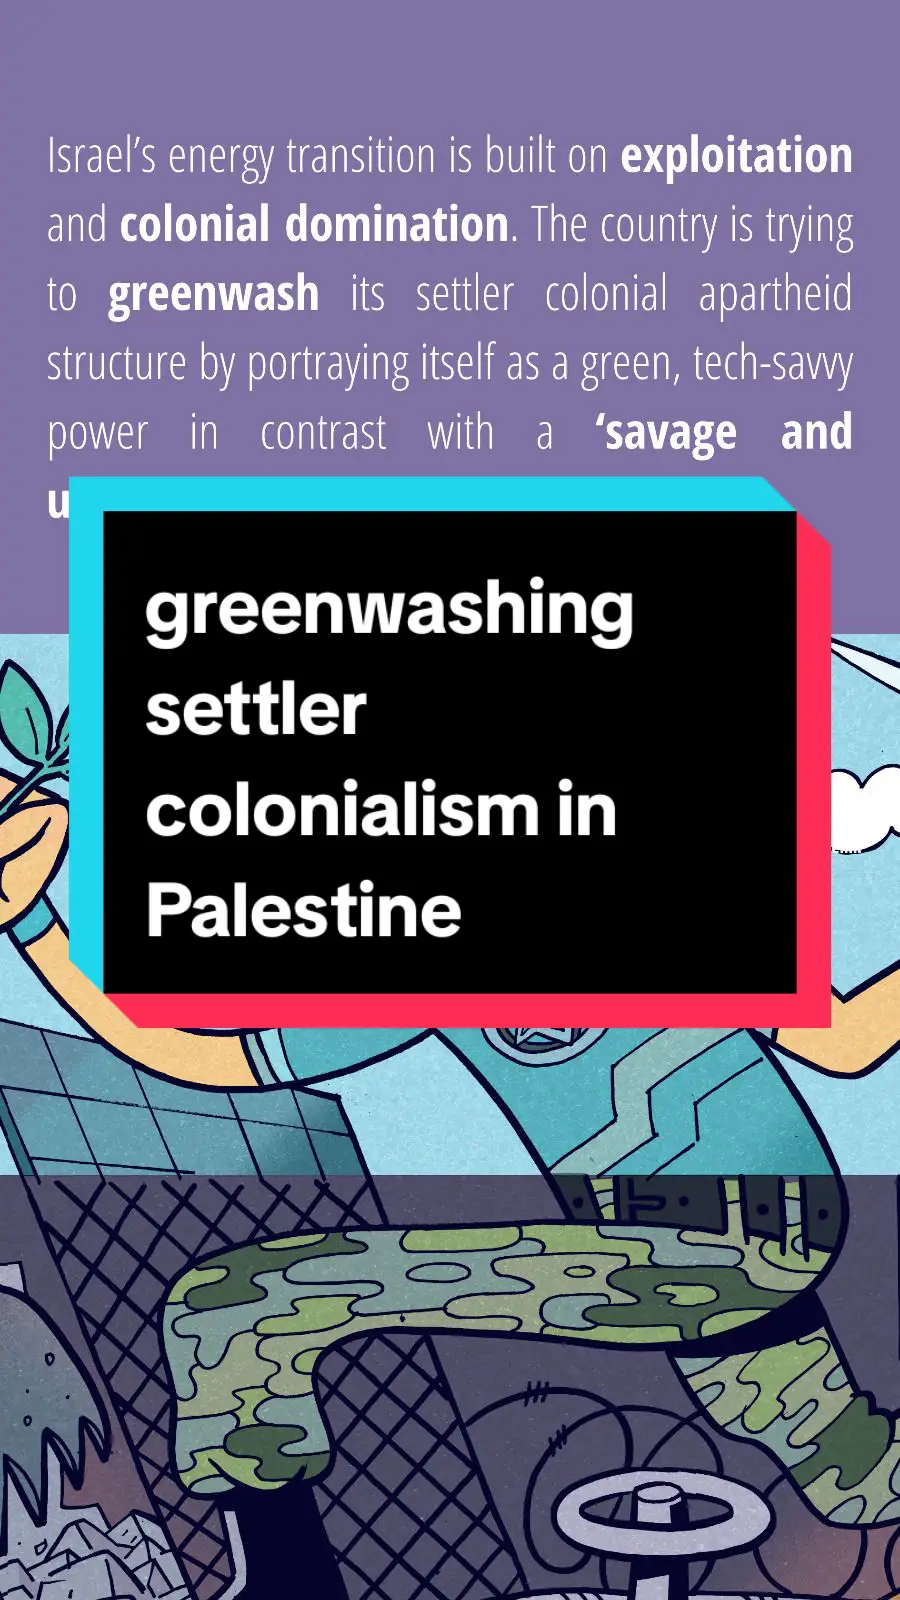 Israel’s energy transition is built on exploitation
and colonial domination. The country is trying
to greenwash its settler colonial apartheid
structure by portraying itself as a green, tech-savvy
power in contrast with a ‘savage and
greenwashing
settler
colonialism in
Palestine